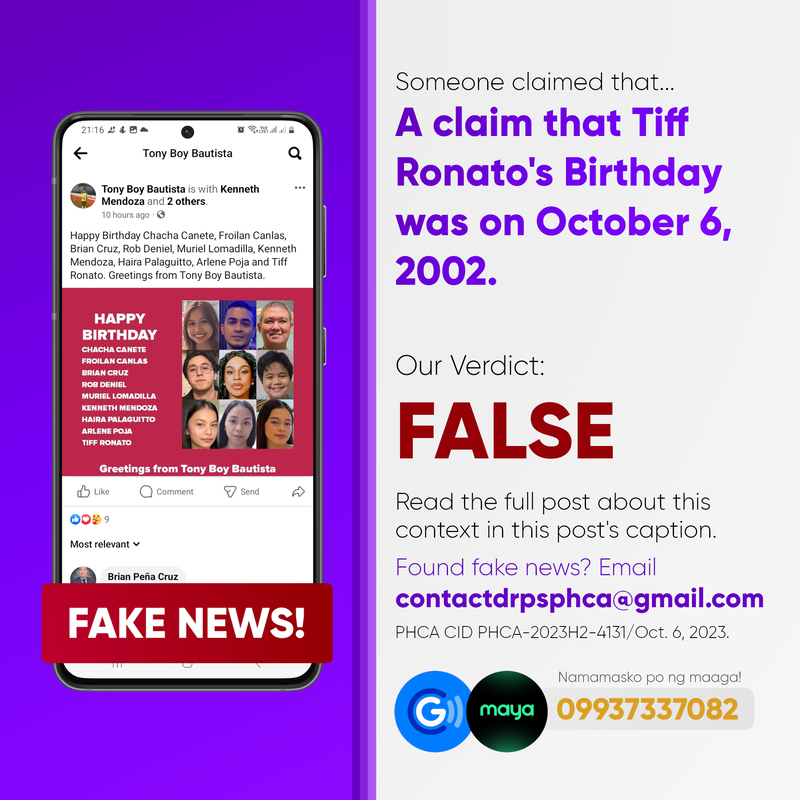 21:16
Tony Boy Bautista
Tony Boy Bautista is with Kenneth
Mendoza and 2 others.
10 hours ago ·
Happy Birthday Chacha Canete, Froilan Canlas,
Brian Cruz, Rob Deniel, Muriel Lomadilla, Kenneth
Mendoza, Haira Palaguitto, Arlene Poja and Tiff
Ronato. Greetings from Tony Boy Bautista.
HAPPY
BIRTHDAY
CHACHA CANETE
FROILAN CANLAS
BRIAN CRUZ
ROB DENIEL
MURIEL LOMADILLA
KENNETH MENDOZA
HAIRA PALAGUITTO
ARLENE POJA
TIFF RONATO
Greetings from Tony Boy Bautista
Like Comment Send
9
Most relevant
Brian Peña Cruz
FAKE NEWS!
Someone claimed that...
A claim that Tiff
Ronato's Birthday
was on October 6,
2002.
Our Verdict:
FALSE
Read the full post about this
context in this post's caption.
Found fake news? Email
contactdrpsphca@gmail.com
PHCA CID PHCA-2023H2-4131/Oct. 6, 2023.
Namamasko po ng maaga!
G maya 09937337082